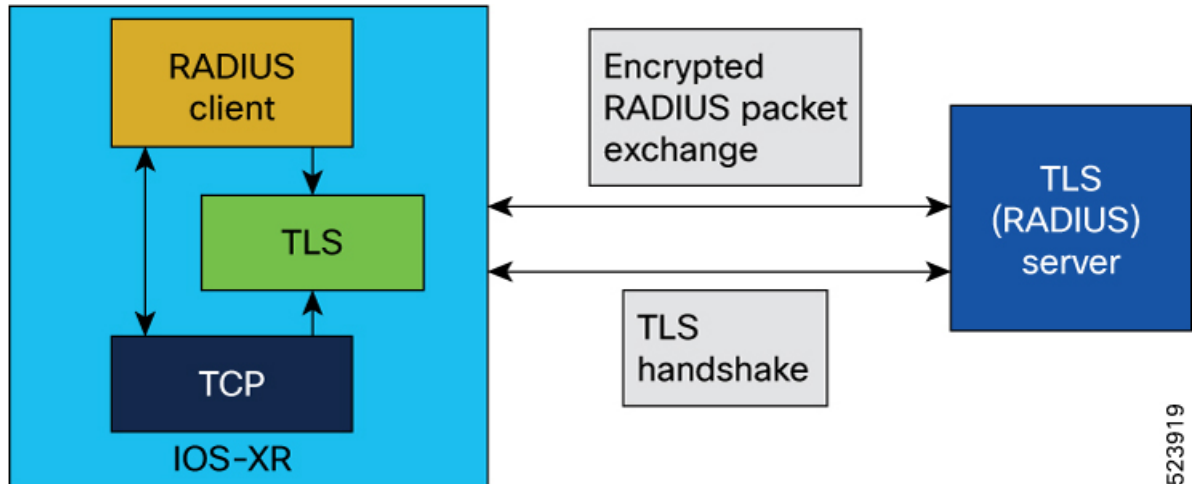 RADIUS
client
TLS
TCP
IOS-XR
Encrypted
RADIUS packet
exchange
TLS
handshake
TLS
(RADIUS)
server
523919